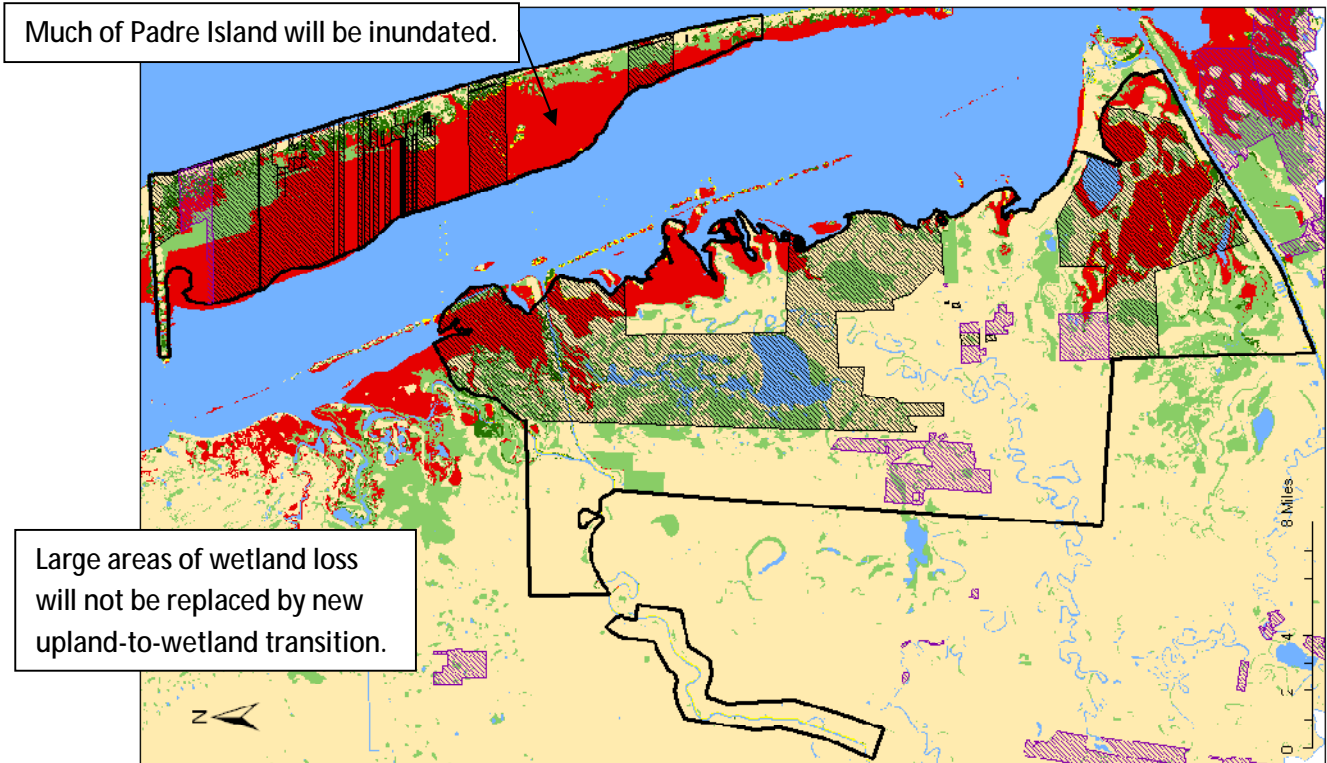 Much of Padre Island will be inundated.
Large areas of wetland loss
will not be replaced by new
upland-to-wetland transition.
N
0
2
4
8 Miles